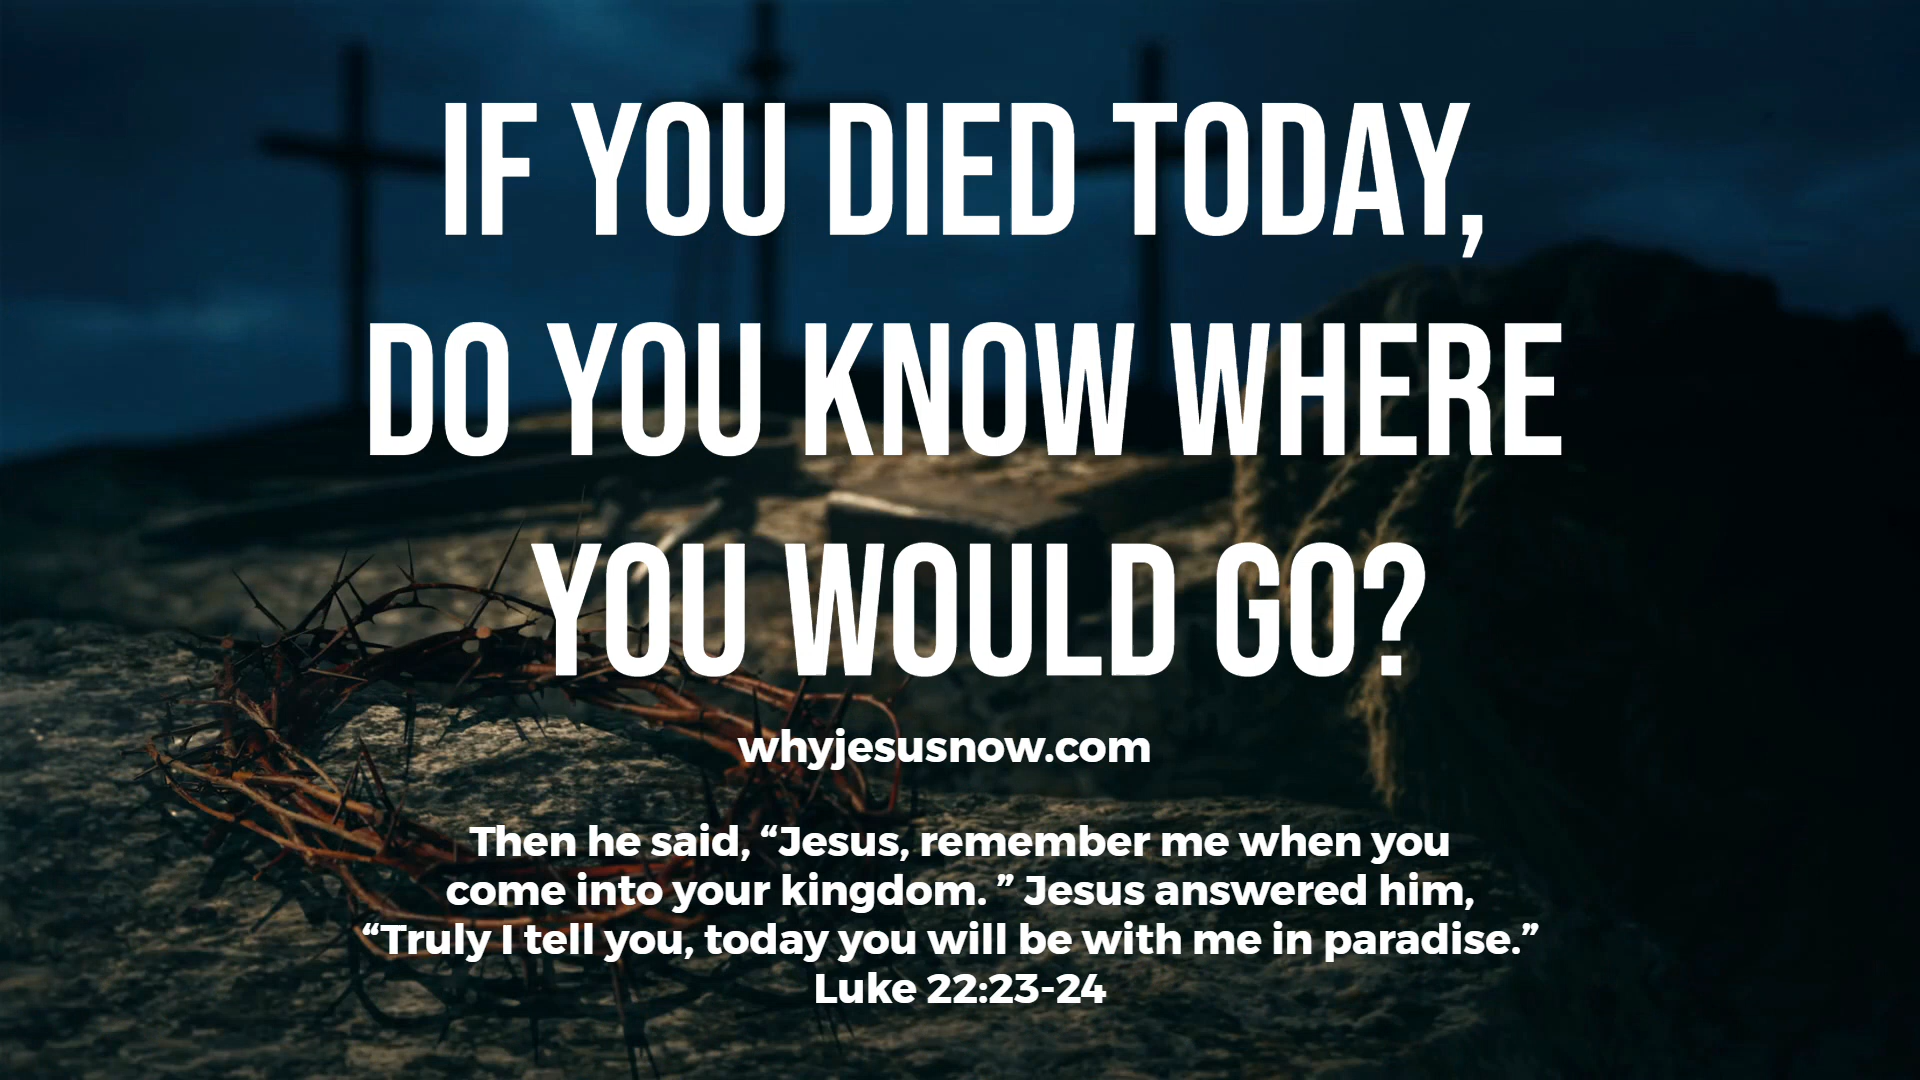 IF YOU DIED TODAY,
DO YOU KNOW WHERE
YOU WOULD GO?
whyjesusnow.com
Then he said, “Jesus, remember me when you
come into your kingdom. ” Jesus answered him,
“Truly I tell you, today you will be with me in paradise.”
Luke 22:23-24